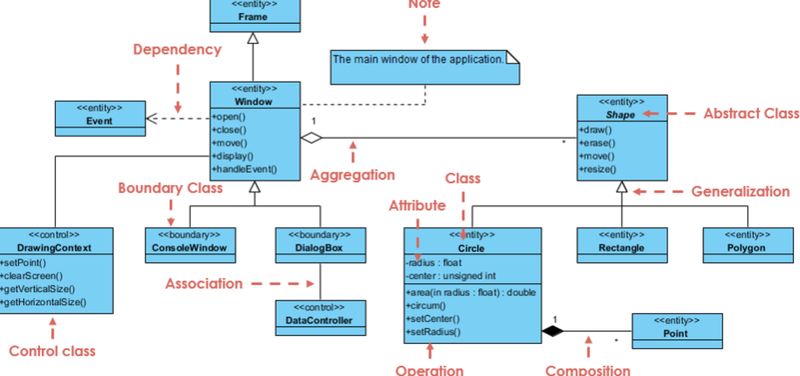 Note
<<entity>>
Frame
Dependency
The main window of the application.
<<entity>>
Window
+open()
+close()
+move()
+display()
+handleEvent()
<<entity>>
Event
1
*
Aggregation
<<entity>>
Shape
+draw()
+erase()
+move()
+resize()
Abstract Class
Generalization
Boundary Class
Class
Attribute
<<control>>
DrawingContext
+setPoint()
+clearScreen()
+getVerticalSize()
+getHorizontalSize()
<<boundary>>
ConsoleWindow
<<boundary>>
DialogBox
<<entity>>
Circle
-radius : float
-center : unsigned int
+area(in radius : float) : double
+circum()
+setCenter()
+setRadius()
<<entity>>
Rectangle
<<entity>>
Polygon
Association
<<control>>
DataController
1
*
<<entity>>
Point
Control class
Operation
Composition